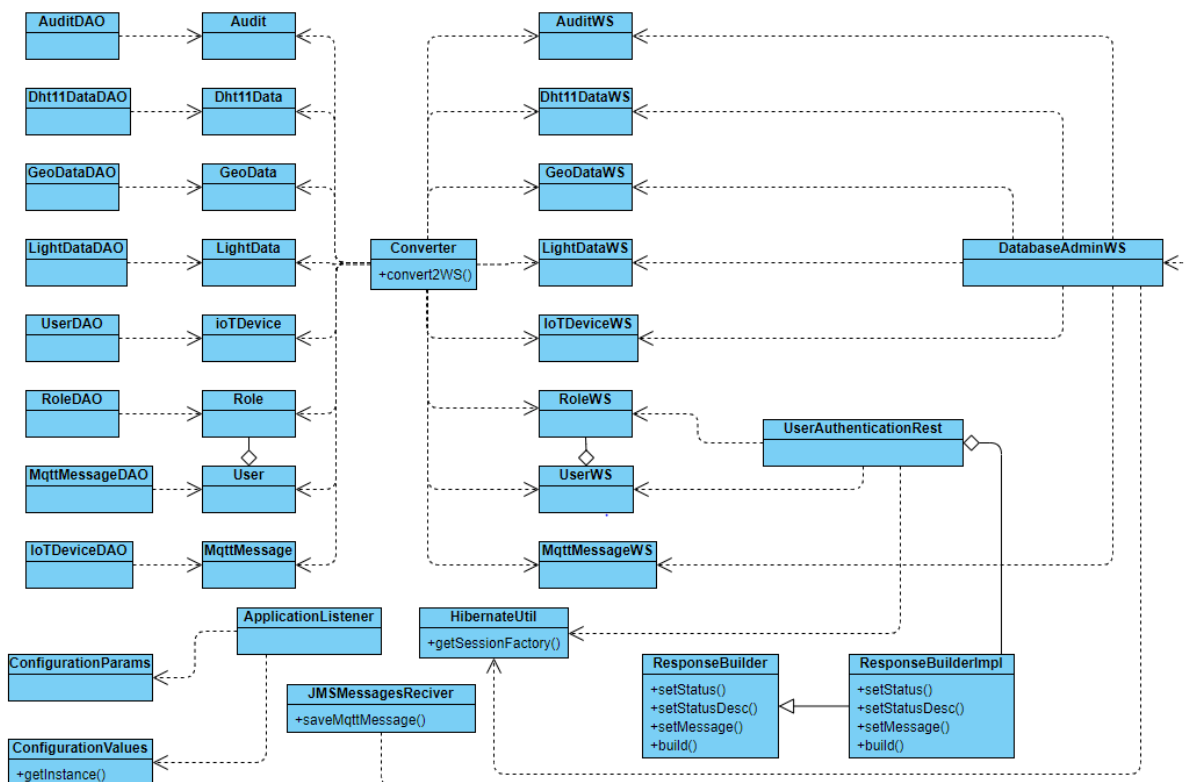 AuditDAO
Audit
AuditWS
Dht11DataDAO
Dht11Data
Dht11DataWS
GeoDataDAO
GeoData
GeoDataWS
LightDataDAO
LightData
Converter
+convert2WS()
LightDataWS
DatabaseAdminWS
UserDAO
ioTDevice
IoTDeviceWS
RoleDAO
Role
RoleWS
UserAuthenticationRest
MqttMessageDAO
User
UserWS
IoTDeviceDAO
MqttMessage
MqttMessageWS
ApplicationListener
HibernateUtil
+getSessionFactory()
ConfigurationParams
JMSMessagesReciver
+saveMqttMessage()
ResponseBuilder
+setStatus()
+setStatusDesc()
+setMessage()
+build()
ResponseBuilderImpl
+setStatus()
+setStatusDesc()
+setMessage()
+build()
ConfigurationValues
+getInstance()